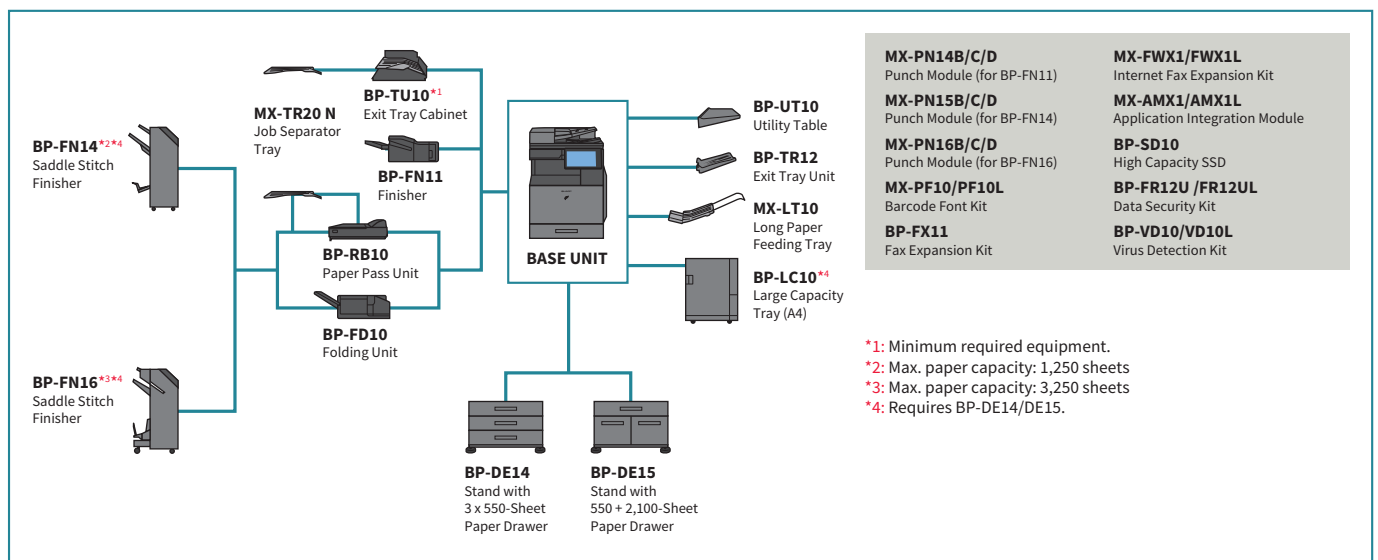 MX-TR20 N
Job Separator
Tray
BP-TU10*1
Exit Tray Cabinet
BP-FN14*2*4
Saddle Stitch
Finisher
BP-FN11
Finisher
BP-RB10
Paper Pass Unit
BP-FD10
Folding Unit
BP-FN16*3*4
Saddle Stitch
Finisher
BASE UNIT
BP-UT10
Utility Table
BP-TR12
Exit Tray Unit
MX-LT10
Long Paper
Feeding Tray
BP-LC10*4
Large Capacity
Tray (A4)
BP-DE14
Stand with
3 x 550-Sheet
Paper Drawer
BP-DE15
Stand with
550 + 2,100-Sheet
Paper Drawer
MX-PN14B/C/D
Punch Module (for BP-FN11)
MX-PN15B/C/D
Punch Module (for BP-FN14)
MX-PN16B/C/D
Punch Module (for BP-FN16)
MX-PF10/PF10L
Barcode Font Kit
BP-FX11
Fax Expansion Kit
MX-FWX1/FWX1L
Internet Fax Expansion Kit
MX-AMX1/AMX1L
Application Integration Module
BP-SD10
High Capacity SSD
BP-FR12U /FR12UL
Data Security Kit
BP-VD10/VD10L
Virus Detection Kit
*1: Minimum required equipment.
*2: Max. paper capacity: 1,250 sheets
*3: Max. paper capacity: 3,250 sheets
*4: Requires BP-DE14/DE15.